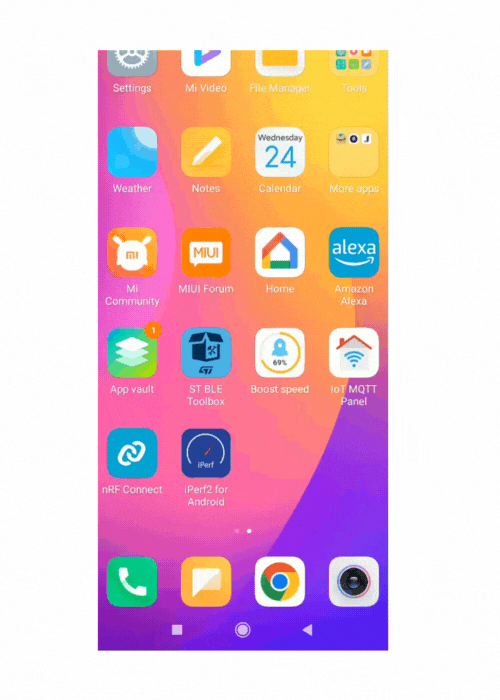 Settings Mi Video File Manager Tools
Wednesday
24
Weather Notes Calendar More apps
mi MIUI alexa
Mi Community MIUI Forum Home Amazon Alexa
1
69%
App vault ST BLE Toolbox Boost speed IoT MQTT Panel
iPerf
nRF Connect iPerf2 for Android